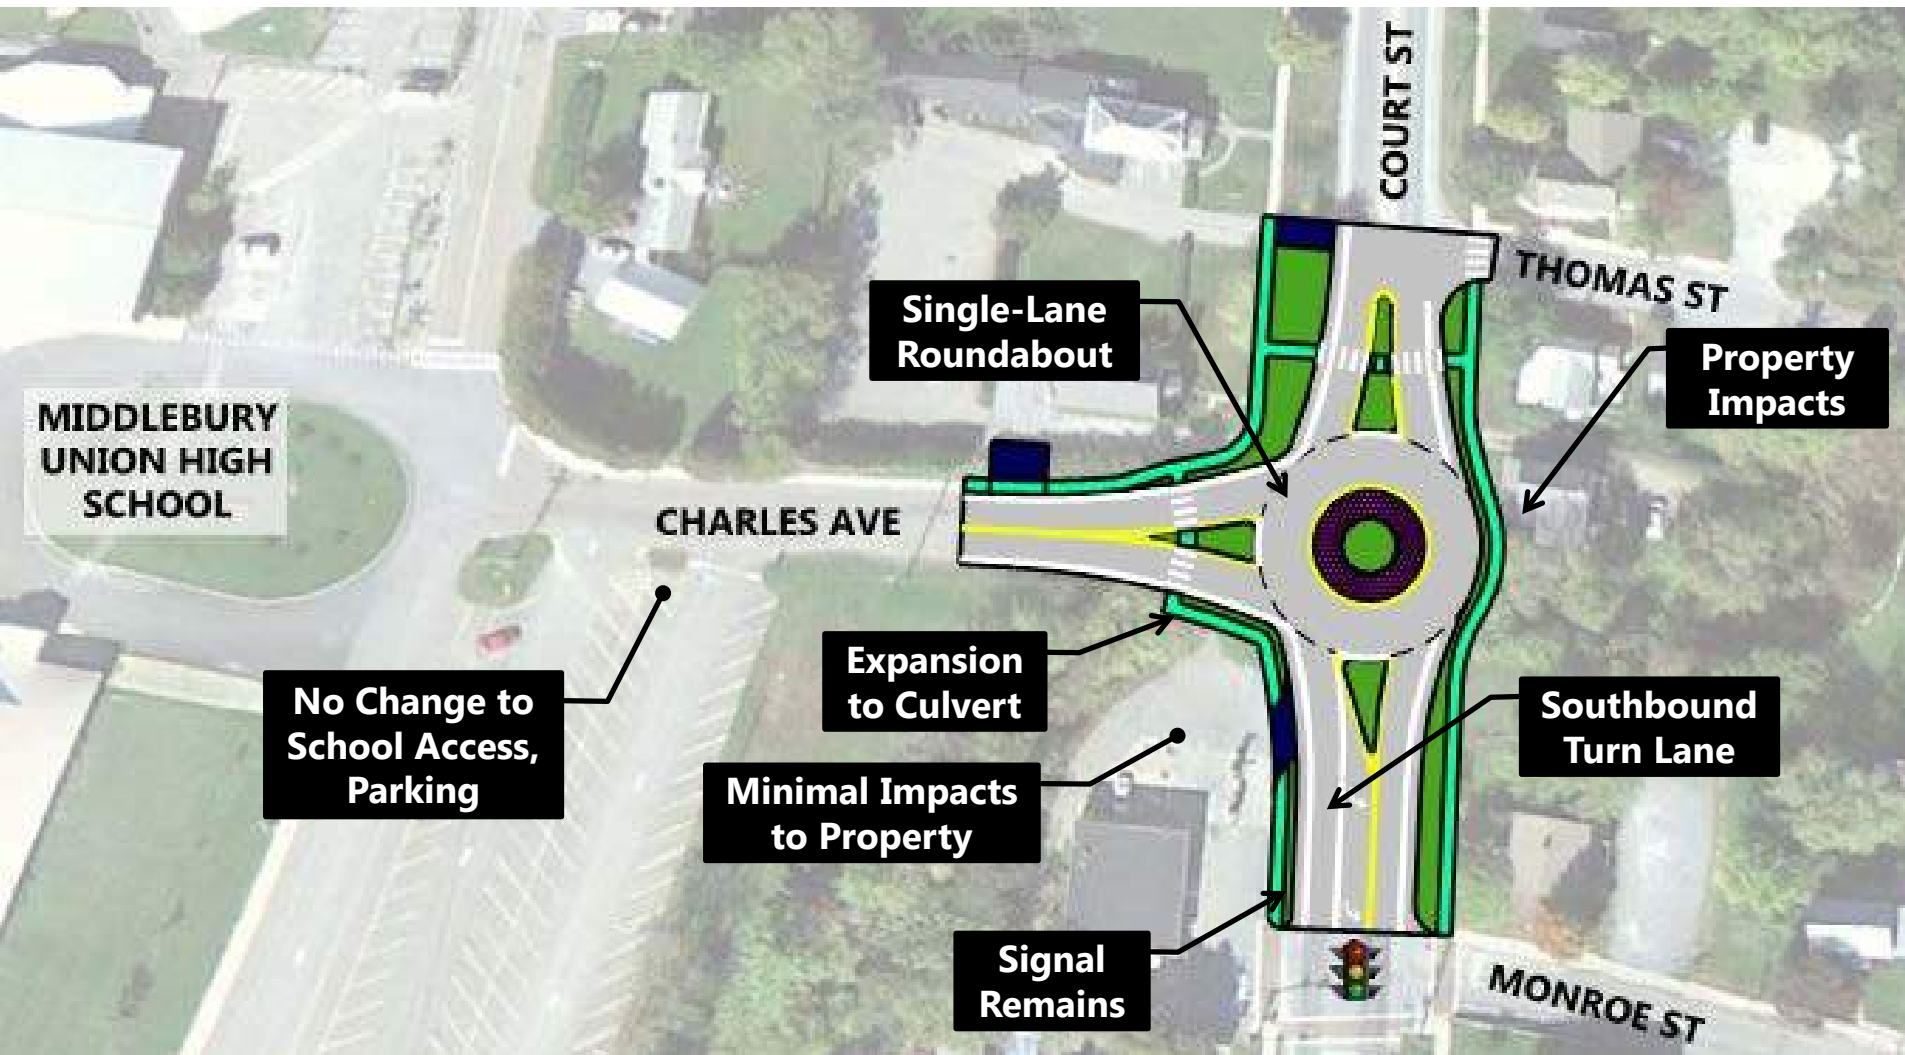 COURT ST
THOMAS ST
Single-Lane
Roundabout
Property
Impacts
MIDDLEBURY
UNION HIGH
SCHOOL
CHARLES AVE
Expansion
to Culvert
No Change to
School Access,
Parking
Southbound
Turn Lane
Minimal Impacts
to Property
Signal
Remains
MONROE ST